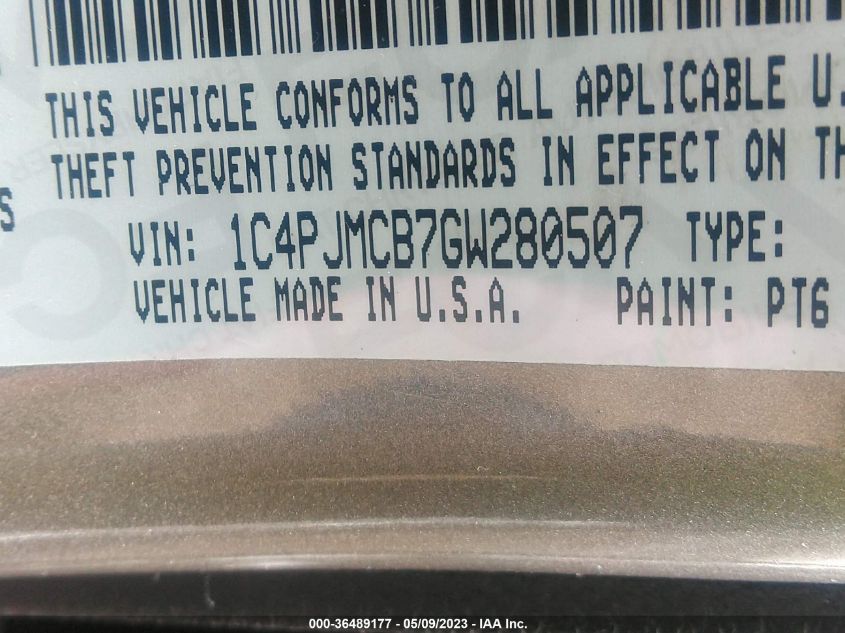 THIS VEHICLE CONFORMS TO ALL APPLICABLE U.
THEFT PREVENTION STANDARDS IN EFFECT ON TH
S
VIN: 1C4PJMCB7GW280507 TYPE:
VEHICLE MADE IN U.S.A. PAINT: PT6
000-36489177 - 05/09/2023 - IAA Inc.